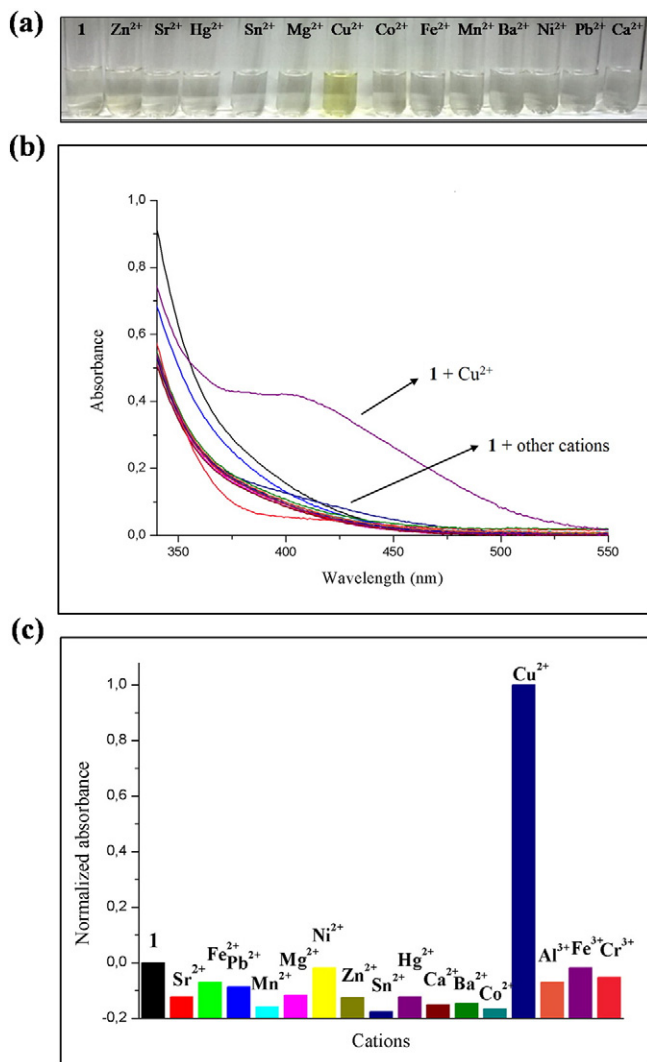 (a)
1 Zn²⁺ Sr²⁺ Hg²⁺ Sn²⁺ Mg²⁺ Cu²⁺ Co²⁺ Fe²⁺ Mn²⁺ Ba²⁺ Ni²⁺ Pb²⁺ Ca²⁺
(b)
1,0
0,8
0,6
0,4
0,2
0,0
Absorbance
1 + Cu²⁺
1 + other cations
350 400 450 500 550
Wavelength (nm)
(c)
1,0
0,8
0,6
0,4
0,2
0,0
-0,2
Normalized absorbance
1 Sr²⁺ Fe²⁺ Pb²⁺ Mn²⁺ Mg²⁺ Ni²⁺ Zn²⁺ Sn²⁺ Hg²⁺ Ca²⁺ Ba²⁺ Co²⁺ Cu²⁺ Al³⁺ Fe³⁺ Cr³⁺
Cations